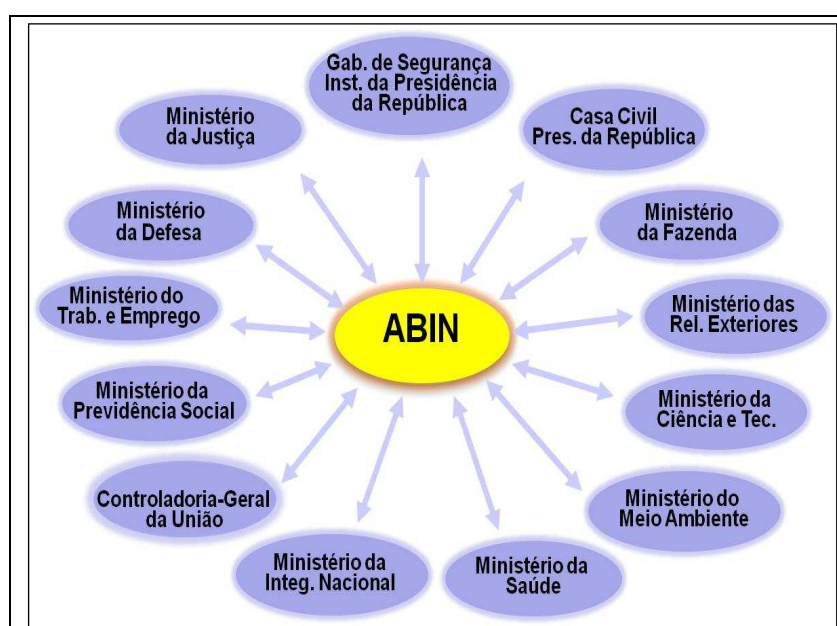 Gab. de Segurança
Inst. da Presidência
da República
Casa Civil
Pres. da República
Ministério
da Fazenda
Ministério das
Rel. Exteriores
Ministério da
Ciência e Tec.
Ministério do
Meio Ambiente
Ministério da
Saúde
Ministério da
Integ. Nacional
Controladoria-Geral
da União
Ministério da
Previdência Social
Ministério do
Trab. e Emprego
Ministério
da Defesa
Ministério
da Justiça
ABIN